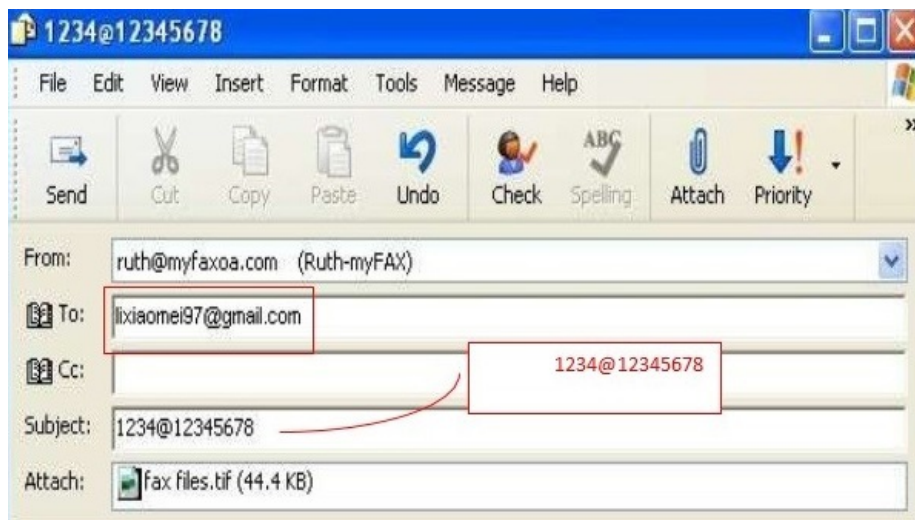 1234@12345678
File Edit View Insert Format Tools Message Help
»
ABC
Send Cut Copy Paste Undo Check Spelling Attach Priority
From: ruth@myfaxoa.com (Ruth-myFAX)
To: lixiaomei97@gmail.com
Cc:
1234@12345678
Subject: 1234@12345678
Attach: fax files.tif (44.4 KB)